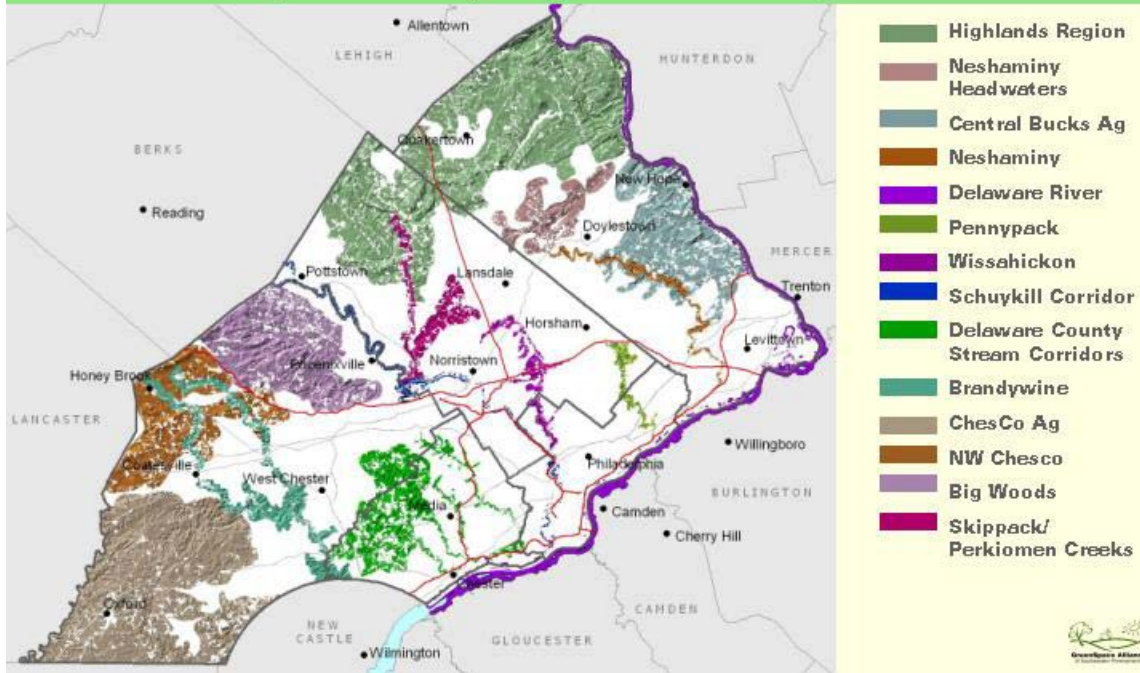 Allentown
LEHIGH
HUNTERDON
Quakertown
BERKS
Reading
New Hope
Doylestown
MERCER
Pottstown
Lansdale
Trenton
Horsham
Levittown
Phoenixville
Norristown
Honey Brook
LANCASTER
Willingboro
Coatesville
West Chester
Philadelphia
BURLINGTON
Media
Camden
Cherry Hill
Chester
Oxford
CAMDEN
NEW
CASTLE
GLOUCESTER
Wilmington
Highlands Region
Neshaminy
Headwaters
Central Bucks Ag
Neshaminy
Delaware River
Pennypack
Wissahickon
Schuykill Corridor
Delaware County
Stream Corridors
Brandywine
ChesCo Ag
NW Chesco
Big Woods
Skippack/
Perkiomen Creeks
GreenSpace Alliance